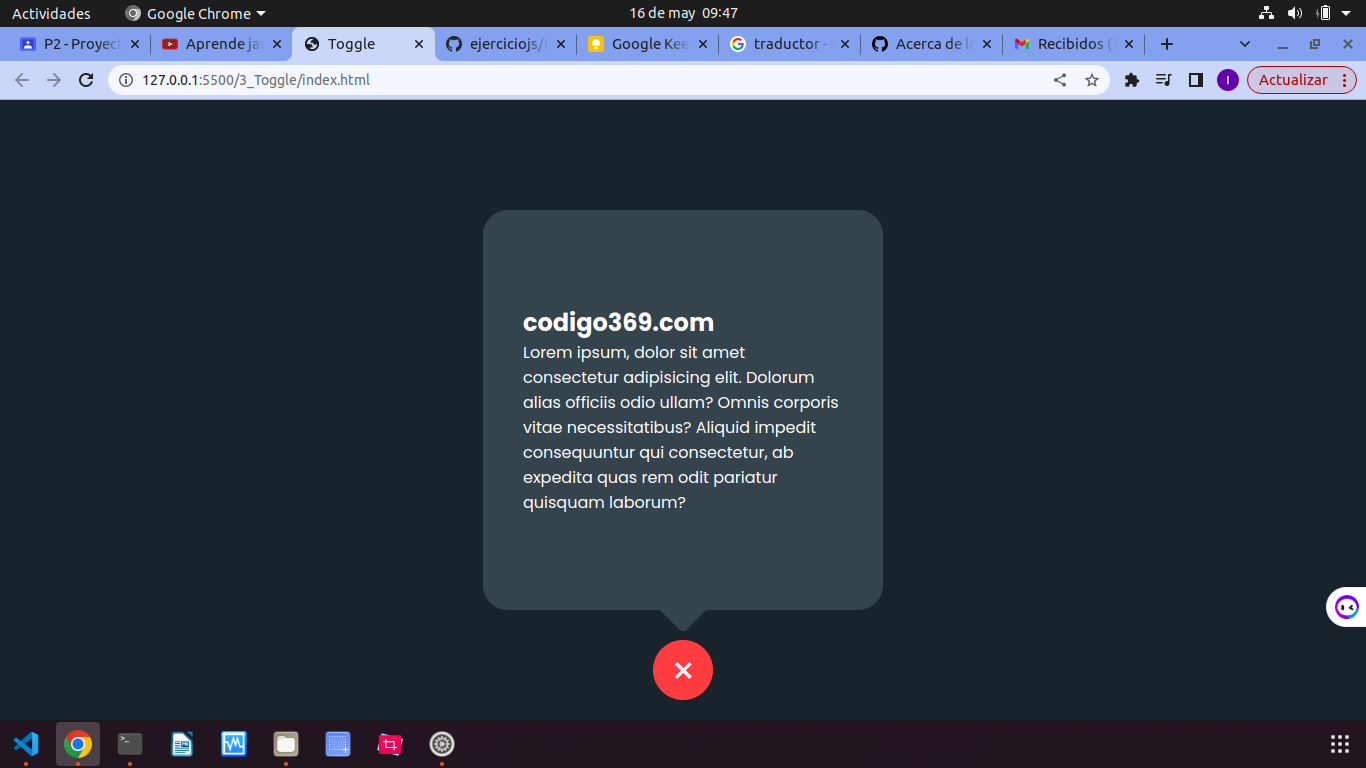 Actividades
Google Chrome
16 de may 09:47
P2 - Proyect
Aprende jav
Toggle
ejerciciojs/
Google Kee
traductor -
Acerca de lo
Recibidos (
127.0.0.1:5500/3_Toggle/index.html
I
Actualizar
codigo369.com
Lorem ipsum, dolor sit amet
consectetur adipisicing elit. Dolorum
alias officiis odio ullam? Omnis corporis
vitae necessitatibus? Aliquid impedit
consequuntur qui consectetur, ab
expedita quas rem odit pariatur
quisquam laborum?